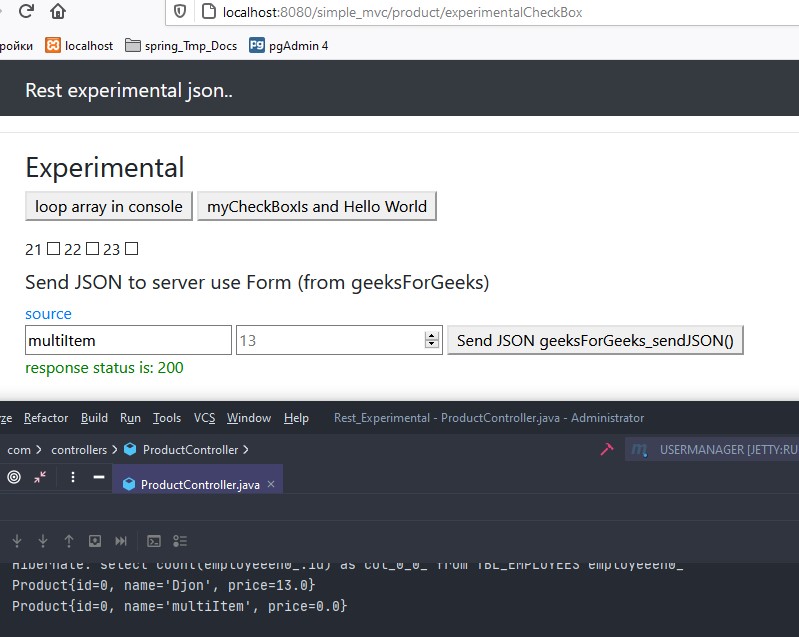 localhost:8080/simple_mvc/product/experimentalCheckBox
ройки localhost spring_Tmp_Docs pgAdmin 4
Rest experimental json..
Experimental
loop array in console myCheckBoxIs and Hello World
21 22 23
Send JSON to server use Form (from geeksForGeeks)
source
multiItem 13 Send JSON geeksForGeeks_sendJSON()
response status is: 200
ze Refactor Build Run Tools VCS Window Help Rest_Experimental - ProductController.java - Administrator
com controllers ProductController USERMANAGER [JETTY:RU
ProductController.java
Hibernate: select count(employeeen0_.id) as col_0_0_ from TBL_EMPLOYEES employeeen0_
Product{id=0, name='Djon', price=13.0}
Product{id=0, name='multiItem', price=0.0}